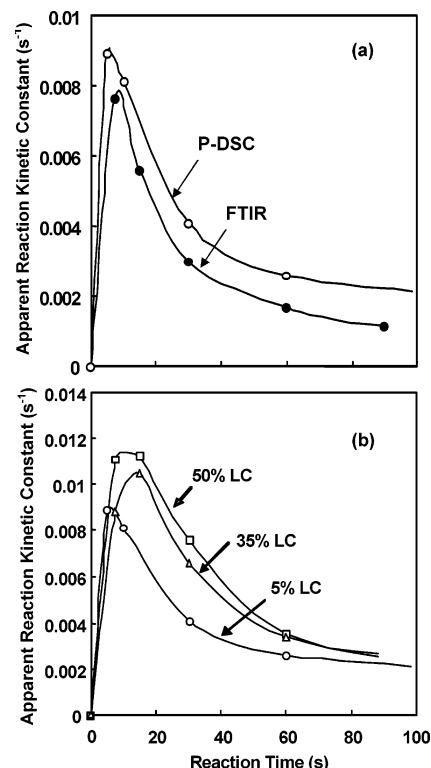 0.01
(a)
0.008
0.006
0.004
0.002
0
Apparent Reaction Kinetic Constant (s⁻¹)
P-DSC
FTIR
0.014
(b)
0.012
0.01
0.008
0.006
0.004
0.002
0
Apparent Reaction Kinetic Constant (s⁻¹)
50% LC
35% LC
5% LC
0 20 40 60 80 100
Reaction Time (s)